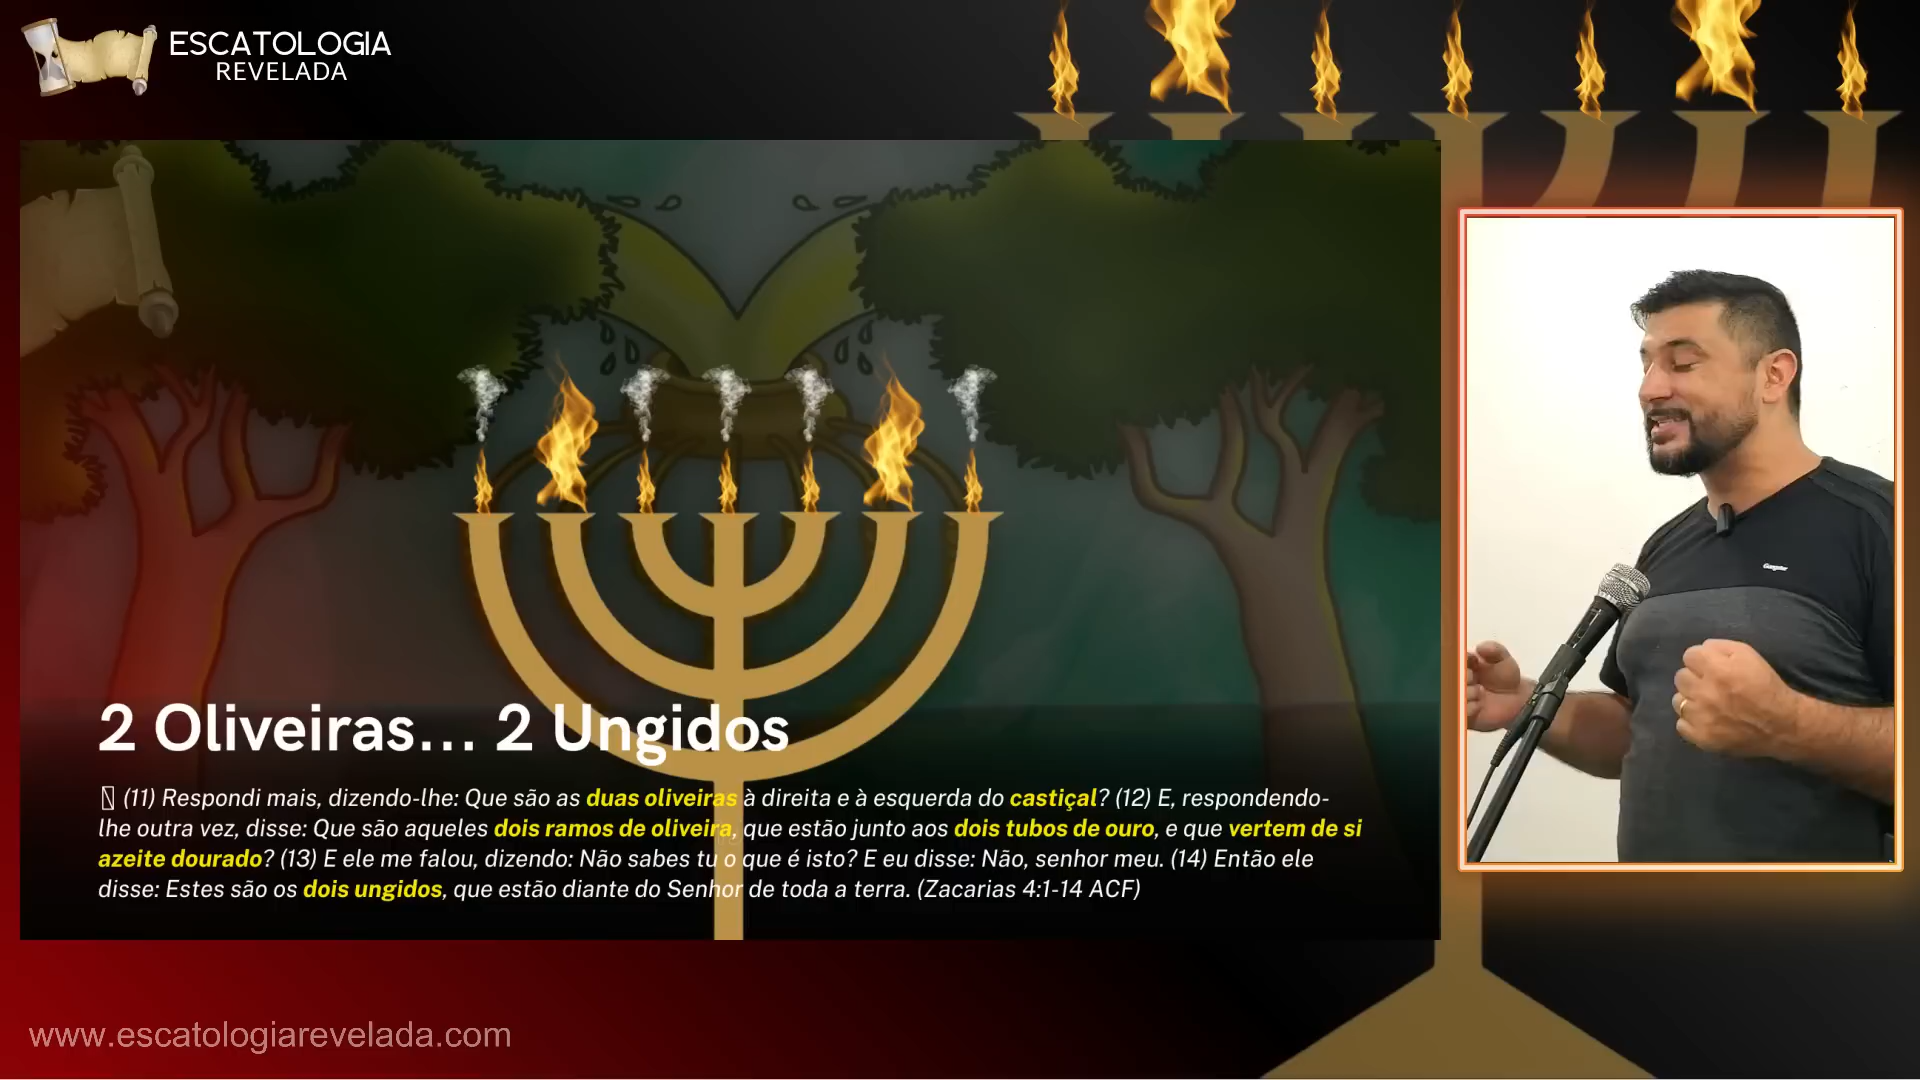 ESCATOLOGIA
REVELADA
2 Oliveiras... 2 Ungidos
(11) Respondi mais, dizendo-lhe: Que são as duas oliveiras à direita e à esquerda do castiçal? (12) E, respondendo-
lhe outra vez, disse: Que são aqueles dois ramos de oliveira, que estão junto aos dois tubos de ouro, e que vertem de si
azeite dourado? (13) E ele me falou, dizendo: Não sabes tu o que é isto? E eu disse: Não, senhor meu. (14) Então ele
disse: Estes são os dois ungidos, que estão diante do Senhor de toda a terra. (Zacarias 4:1-14 ACF)
www.escatologiarevelada.com